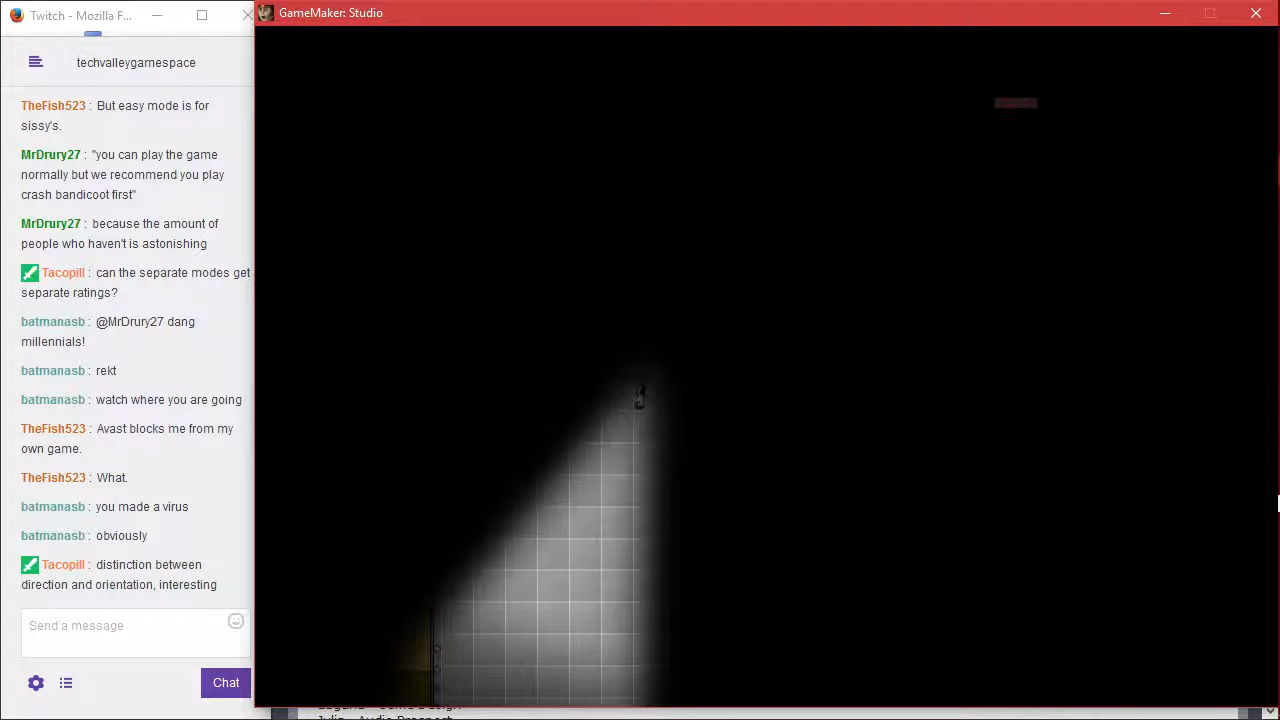 Twitch - Mozilla F...
GameMaker: Studio
techvalleygamespace
TheFish523 : But easy mode is for
sissy's.
MrDrury27 : "you can play the game
normally but we recommend you play
crash bandicoot first"
MrDrury27 : because the amount of
people who haven't is astonishing
Tacopill : can the separate modes get
separate ratings?
batmanasb : @MrDrury27 dang
millennials!
batmanasb : rekt
batmanasb : watch where you are going
TheFish523 : Avast blocks me from my
own game.
TheFish523 : What.
batmanasb : you made a virus
batmanasb : obviously
Tacopill : distinction between
direction and orientation, interesting
Send a message
Chat